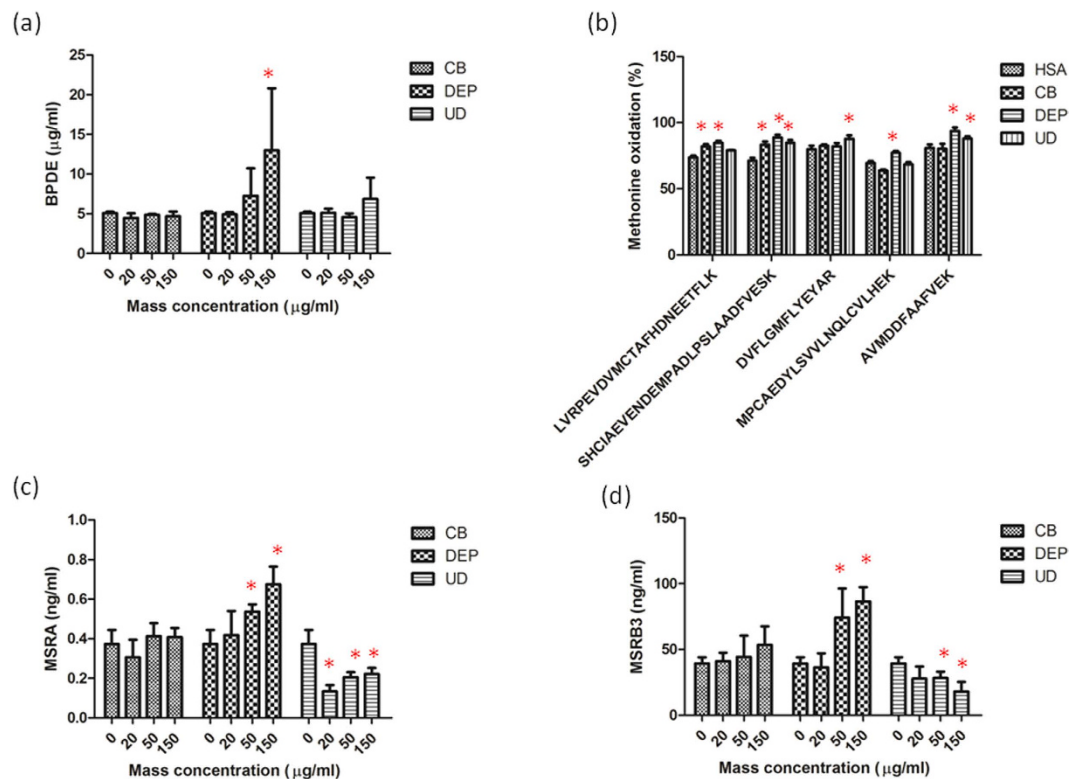 (a)
BPDE (μg/ml)
25
20
15
10
5
0
*
CB
DEP
UD
0 20 50 150 0 20 50 150 0 20 50 150
Mass concentration (μg/ml)
(b)
Methonine oxidation (%)
150
100
50
0
* * * * * * * * *
HSA
CB
DEP
UD
LVRPEVDVMCTAFHDNEETFLK
SHCIAEVENDEMPADLPSLAADFVESK
DVFLGMFLYEYAR
MPCAEDYLSVVLNQLCVLHEK
AVMDDFAAFVEK
(c)
MSRA (ng/ml)
1.0
0.8
0.6
0.4
0.2
0.0
* * * * *
CB
DEP
UD
0 20 50 150 0 20 50 150 0 20 50 150
Mass concentration (μg/ml)
(d)
MSRB3 (ng/ml)
150
100
50
0
* * * *
CB
DEP
UD
0 20 50 150 0 20 50 150 0 20 50 150
Mass concentration (μg/ml)